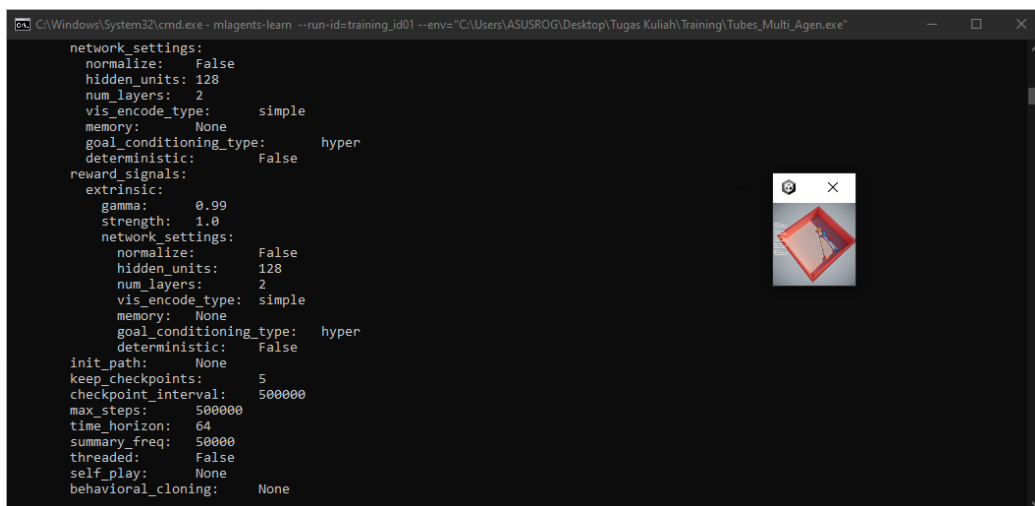 C:\Windows\System32\cmd.exe - mlagents-learn --run-id=training_id01 --env="C:\Users\ASUSROG\Desktop\Tugas Kuliah\Training\Tubes_Multi_Agen.exe"
network_settings:
normalize: False
hidden_units: 128
num_layers: 2
vis_encode_type: simple
memory: None
goal_conditioning_type: hyper
deterministic: False
reward_signals:
extrinsic:
gamma: 0.99
strength: 1.0
network_settings:
normalize: False
hidden_units: 128
num_layers: 2
vis_encode_type: simple
memory: None
goal_conditioning_type: hyper
deterministic: False
init_path: None
keep_checkpoints: 5
checkpoint_interval: 500000
max_steps: 500000
time_horizon: 64
summary_freq: 50000
threaded: False
self_play: None
behavioral_cloning: None